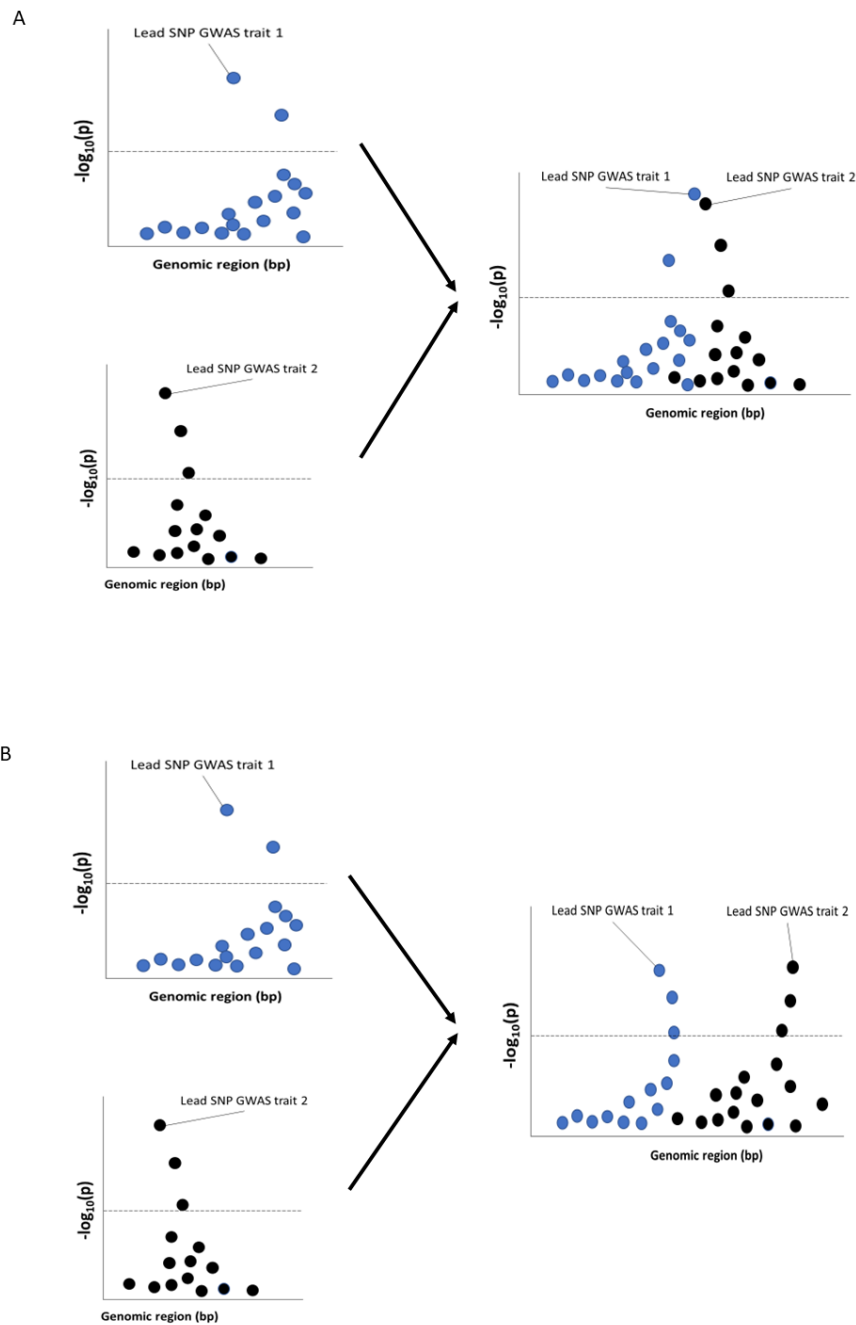 A
Lead SNP GWAS trait 1
-log10(p)
Genomic region (bp)
Lead SNP GWAS trait 2
-log10(p)
Genomic region (bp)
Lead SNP GWAS trait 1
Lead SNP GWAS trait 2
-log10(p)
Genomic region (bp)
B
Lead SNP GWAS trait 1
-log10(p)
Genomic region (bp)
Lead SNP GWAS trait 2
-log10(p)
Genomic region (bp)
Lead SNP GWAS trait 1
Lead SNP GWAS trait 2
-log10(p)
Genomic region (bp)